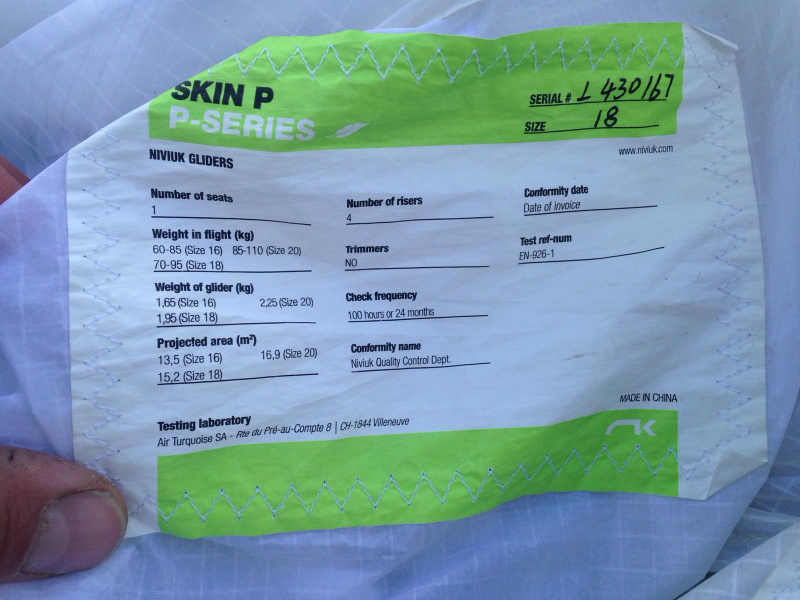 SKIN P
P-SERIES
SERIAL # L 430167
SIZE 18
NIVIUK GLIDERS
www.niviuk.com
Number of seats
1
Weight in flight (kg)
60-85 (Size 16) 85-110 (Size 20)
70-95 (Size 18)
Weight of glider (kg)
1,65 (Size 16) 2,25 (Size 20)
1,95 (Size 18)
Projected area (m²)
13,5 (Size 16) 16,9 (Size 20)
15,2 (Size 18)
Number of risers
4
Trimmers
NO
Check frequency
100 hours or 24 months
Conformity name
Niviuk Quality Control Dept.
Conformity date
Date of invoice
Test ref-num
EN-926-1
Testing laboratory
Air Turquoise SA - Rte du Pré-au-Compte 8 | CH-1844 Villeneuve
MADE IN CHINA